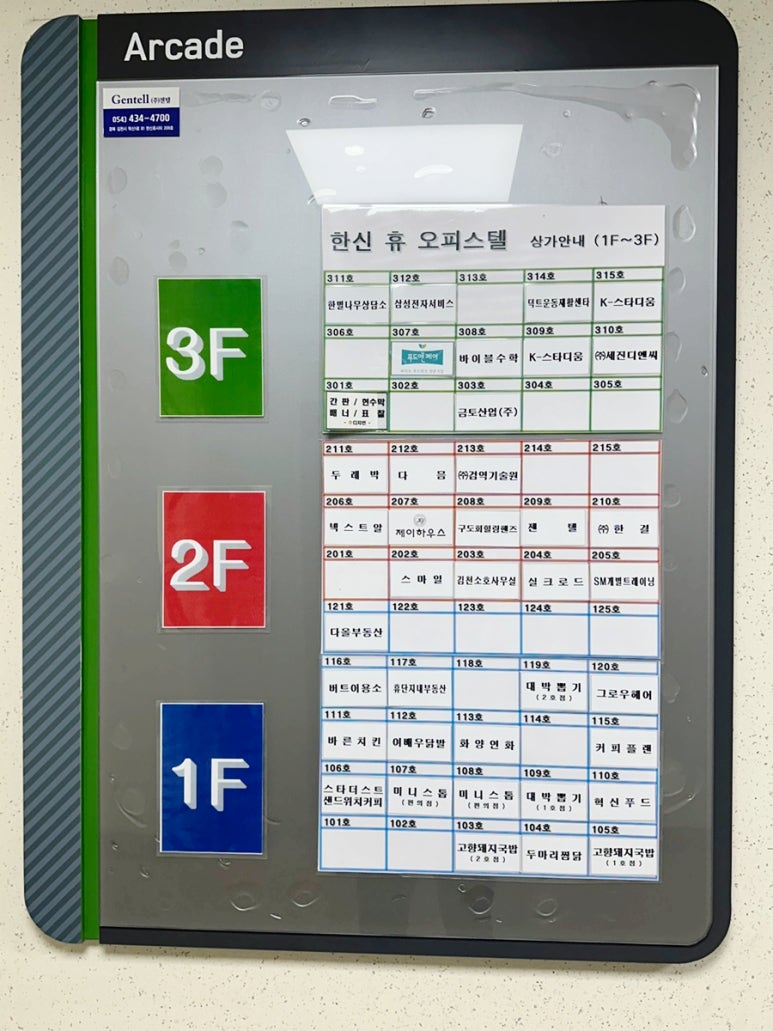 Arcade
Gentell (주)젠텔
054) 434-4700
한신 휴 오피스텔 상가안내 (1F~3F)
3F
311호 312호 313호 314호 315호
한별나무상담소 삼성전자서비스 닥트운동재활센타 K-스타디움
306호 307호 308호 309호 310호
푸드앤페어 바이블수학 K-스타디움 ㈜세진디앤씨
301호 302호 303호 304호 305호
간판/현수막 금토산업(주)
배너/표찰
2F
211호 212호 213호 214호 215호
두레박 다믐 ㈜검역기술원
206호 207호 208호 209호 210호
넥스트알 제이하우스 구도회힐링렌즈 젠텔 ㈜한결
201호 202호 203호 204호 205호
스마일 김천소호사무실 실크로드 SM개별트레이닝
1F
121호 122호 123호 124호 125호
다올부동산
116호 117호 118호 119호 120호
버트이용소 휴단지내부동산 대박뽑기 그로우헤어
(2호점)
111호 112호 113호 114호 115호
바른치킨 여배우닭발 화양연화 커피플랜
106호 107호 108호 109호 110호
스타더스트 미니스톱 미니스톱 대박뽑기 혁신푸드
샌드위치커피 (편의점) (편의점) (1호점)
101호 102호 103호 104호 105호
고향돼지국밥 두마리찜닭 고향돼지국밥
(2호점) (1호점)